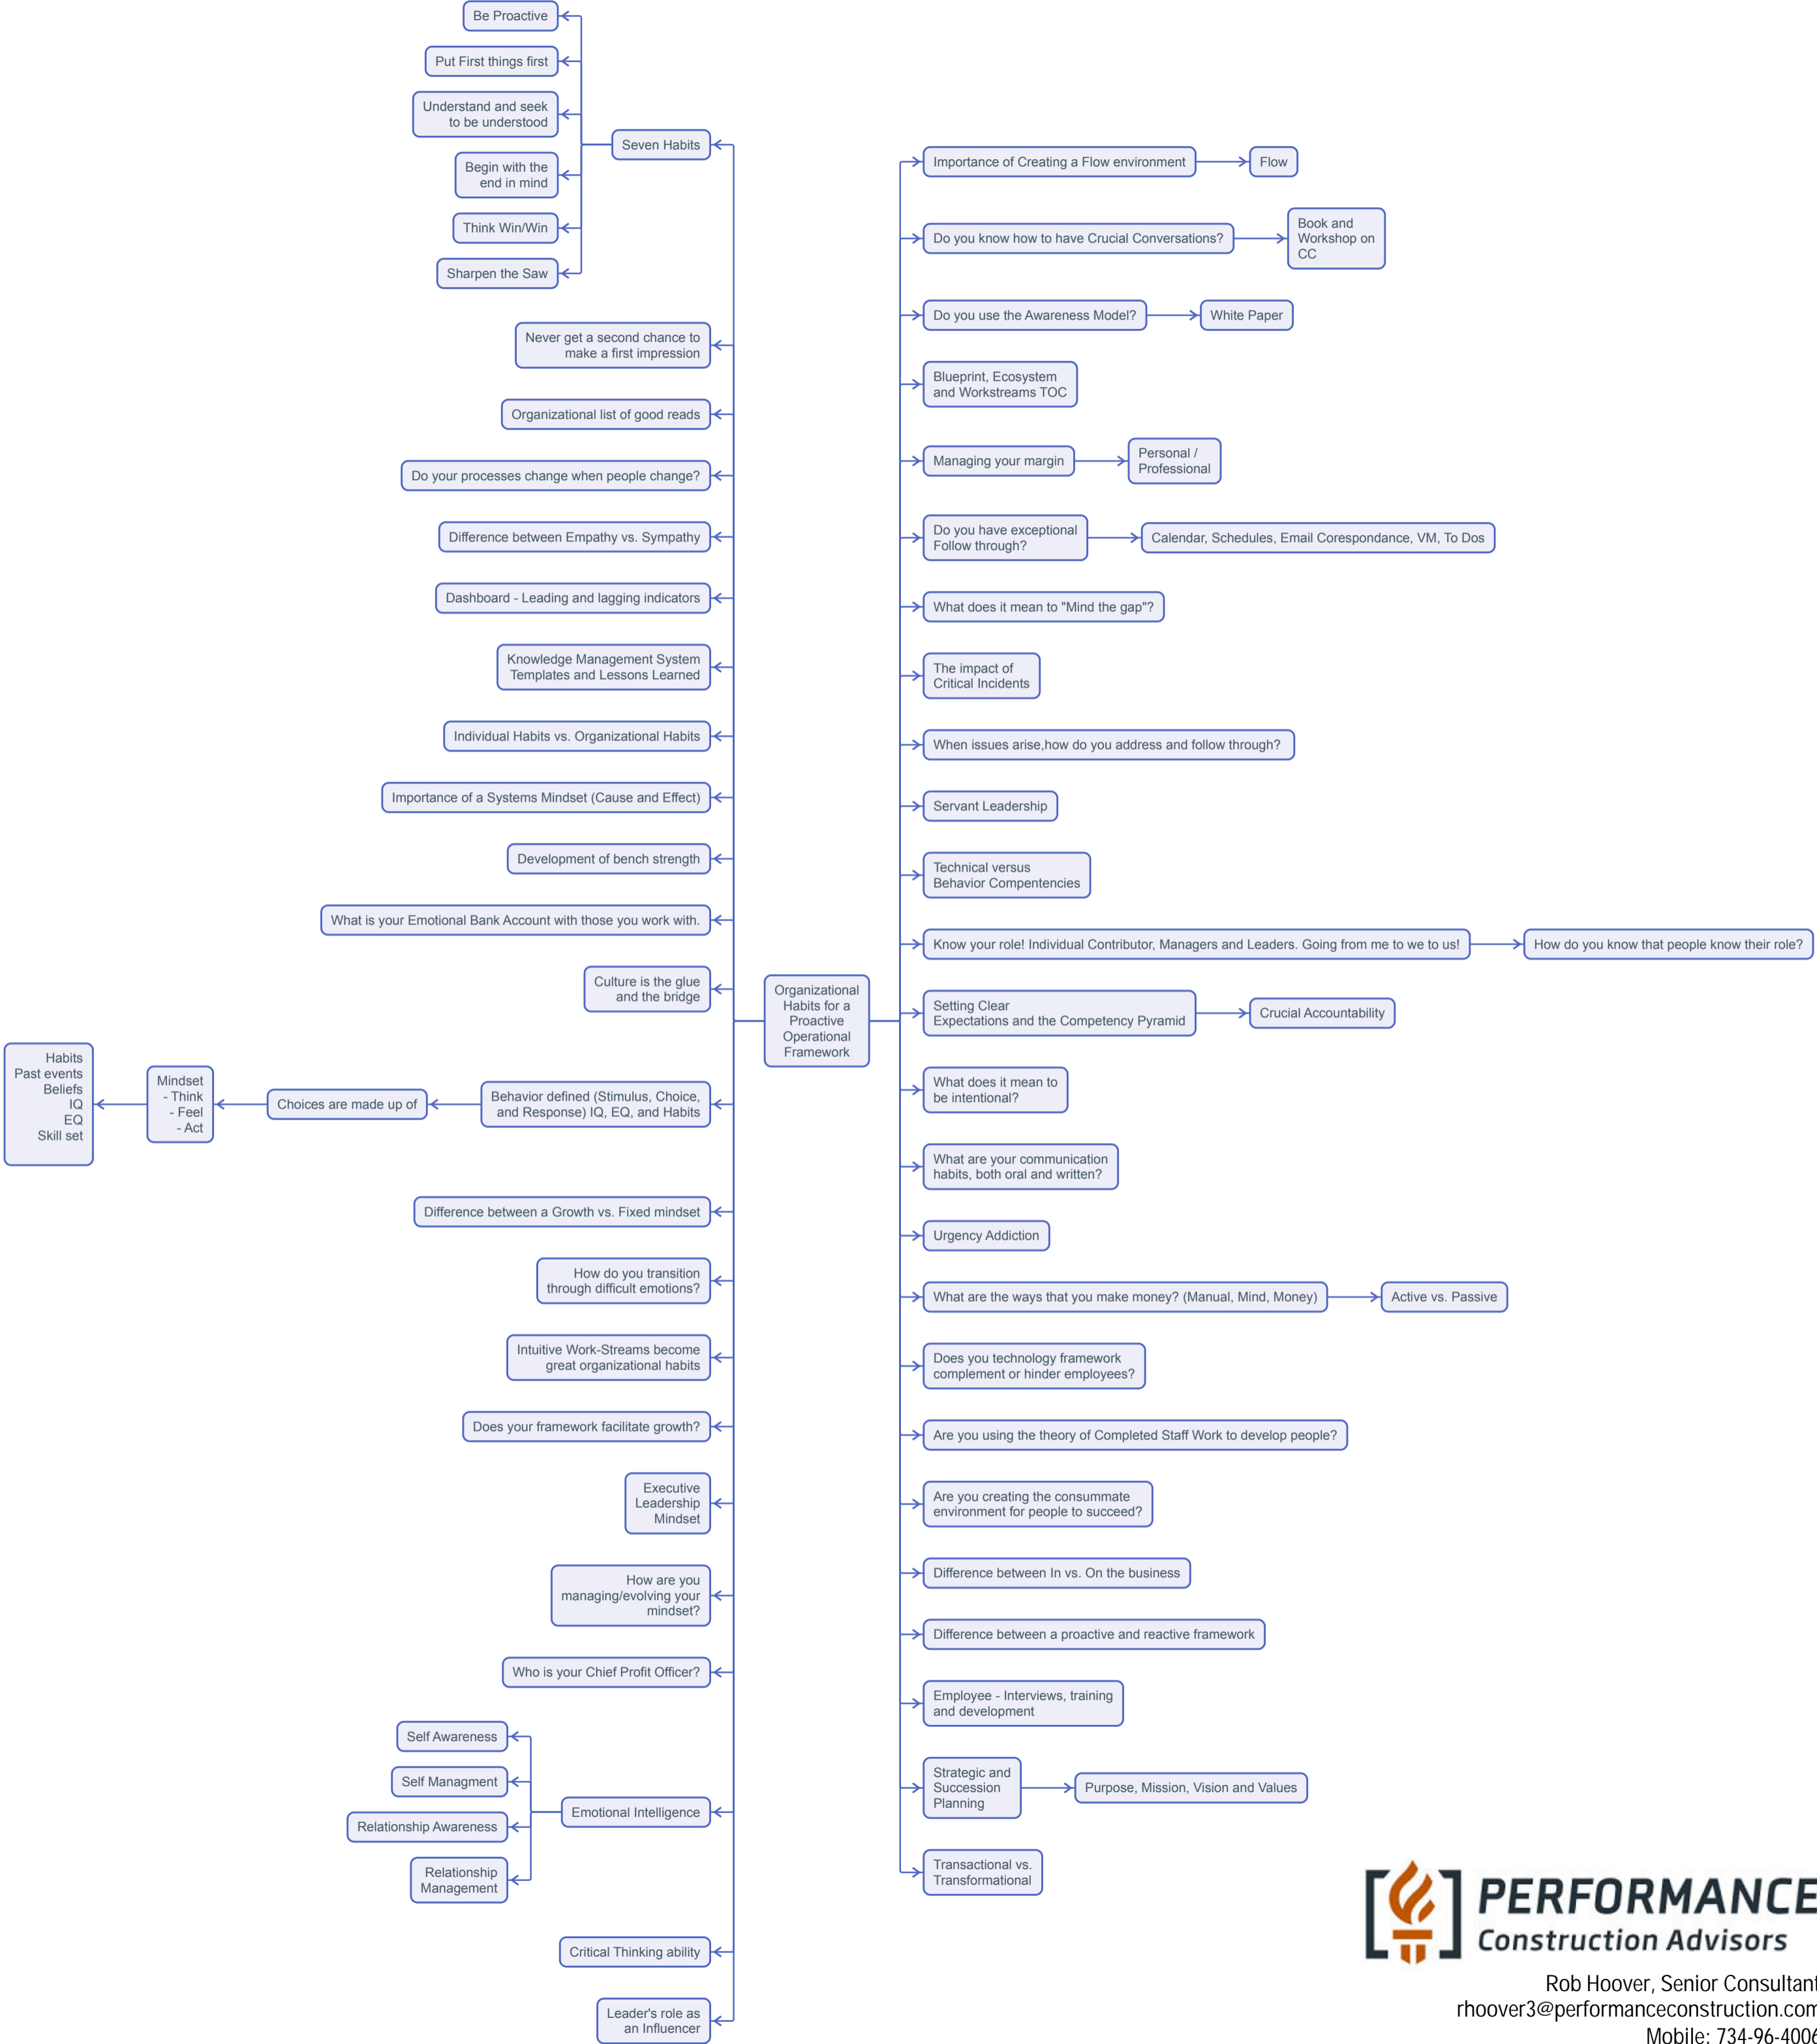 Organizational
Habits for a
Proactive
Operational
Framework
Seven Habits
Be Proactive
Put First things first
Understand and seek
to be understood
Begin with the
end in mind
Think Win/Win
Sharpen the Saw
Never get a second chance to
make a first impression
Organizational list of good reads
Do your processes change when people change?
Difference between Empathy vs. Sympathy
Dashboard - Leading and lagging indicators
Knowledge Management System
Templates and Lessons Learned
Individual Habits vs. Organizational Habits
Importance of a Systems Mindset (Cause and Effect)
Development of bench strength
What is your Emotional Bank Account with those you work with.
Culture is the glue
and the bridge
Behavior defined (Stimulus, Choice,
and Response) IQ, EQ, and Habits
Choices are made up of
Mindset
- Think
- Feel
- Act
Habits
Past events
Beliefs
IQ
EQ
Skill set
Difference between a Growth vs. Fixed mindset
How do you transition
through difficult emotions?
Intuitive Work-Streams become
great organizational habits
Does your framework facilitate growth?
Executive
Leadership
Mindset
How are you
managing/evolving your
mindset?
Who is your Chief Profit Officer?
Emotional Intelligence
Self Awareness
Self Managment
Relationship Awareness
Relationship
Management
Critical Thinking ability
Leader's role as
an Influencer
Importance of Creating a Flow environment
Flow
Do you know how to have Crucial Conversations?
Book and
Workshop on
CC
Do you use the Awareness Model?
White Paper
Blueprint, Ecosystem
and Workstreams TOC
Managing your margin
Personal /
Professional
Do you have exceptional
Follow through?
Calendar, Schedules, Email Corespondance, VM, To Dos
What does it mean to "Mind the gap"?
The impact of
Critical Incidents
When issues arise,how do you address and follow through?
Servant Leadership
Technical versus
Behavior Compentencies
Know your role! Individual Contributor, Managers and Leaders. Going from me to we to us!
How do you know that people know their role?
Setting Clear
Expectations and the Competency Pyramid
Crucial Accountability
What does it mean to
be intentional?
What are your communication
habits, both oral and written?
Urgency Addiction
What are the ways that you make money? (Manual, Mind, Money)
Active vs. Passive
Does you technology framework
complement or hinder employees?
Are you using the theory of Completed Staff Work to develop people?
Are you creating the consummate
environment for people to succeed?
Difference between In vs. On the business
Difference between a proactive and reactive framework
Employee - Interviews, training
and development
Strategic and
Succession
Planning
Purpose, Mission, Vision and Values
Transactional vs.
Transformational
PERFORMANCE
Construction Advisors
Rob Hoover, Senior Consultant
rhoover3@performanceconstruction.com
Mobile: 734-96-4006